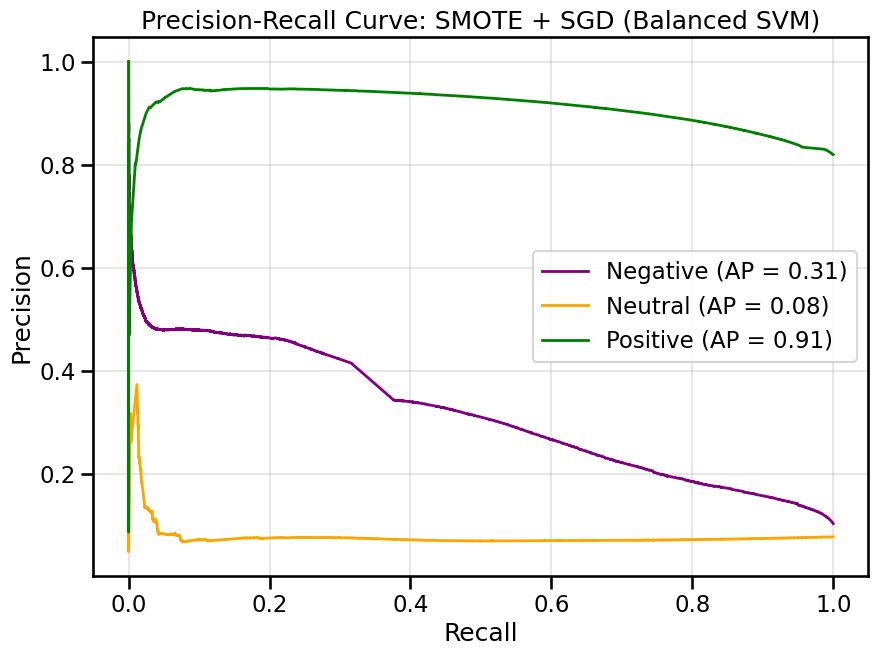 Precision-Recall Curve: SMOTE + SGD (Balanced SVM)
Precision
1.0
0.8
0.6
0.4
0.2
Negative (AP = 0.31)
Neutral (AP = 0.08)
Positive (AP = 0.91)
0.0 0.2 0.4 0.6 0.8 1.0
Recall